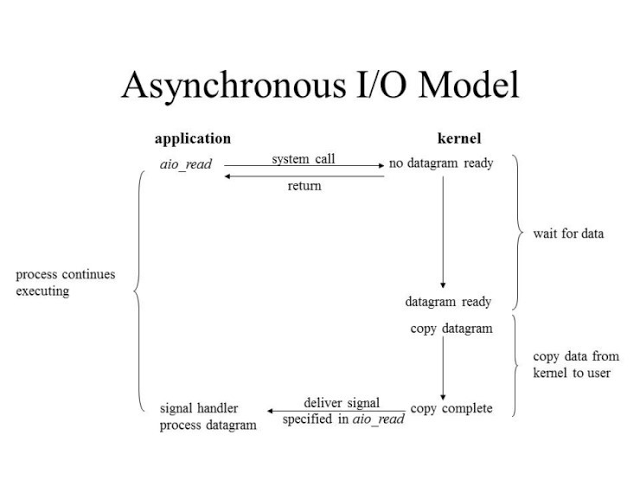 Asynchronous I/O Model
application
kernel
aio_read
system call
no datagram ready
return
wait for data
process continues
executing
datagram ready
copy datagram
copy data from
kernel to user
signal handler
process datagram
deliver signal
specified in aio_read
copy complete